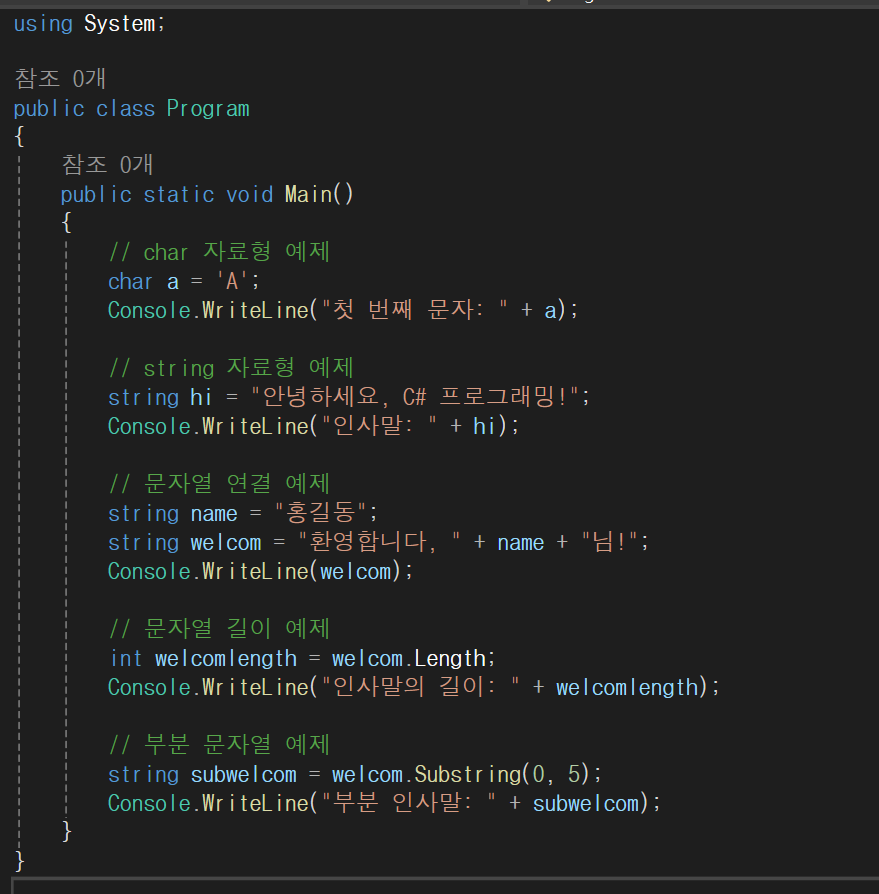 using System;
참조 0개
public class Program
{
참조 0개
public static void Main()
{
// char 자료형 예제
char a = 'A';
Console.WriteLine("첫 번째 문자: " + a);
// string 자료형 예제
string hi = "안녕하세요, C# 프로그래밍!";
Console.WriteLine("인사말: " + hi);
// 문자열 연결 예제
string name = "홍길동";
string welcom = "환영합니다, " + name + "님!";
Console.WriteLine(welcom);
// 문자열 길이 예제
int welcomlength = welcom.Length;
Console.WriteLine("인사말의 길이: " + welcomlength);
// 부분 문자열 예제
string subwelcom = welcom.Substring(0, 5);
Console.WriteLine("부분 인사말: " + subwelcom);
}
}